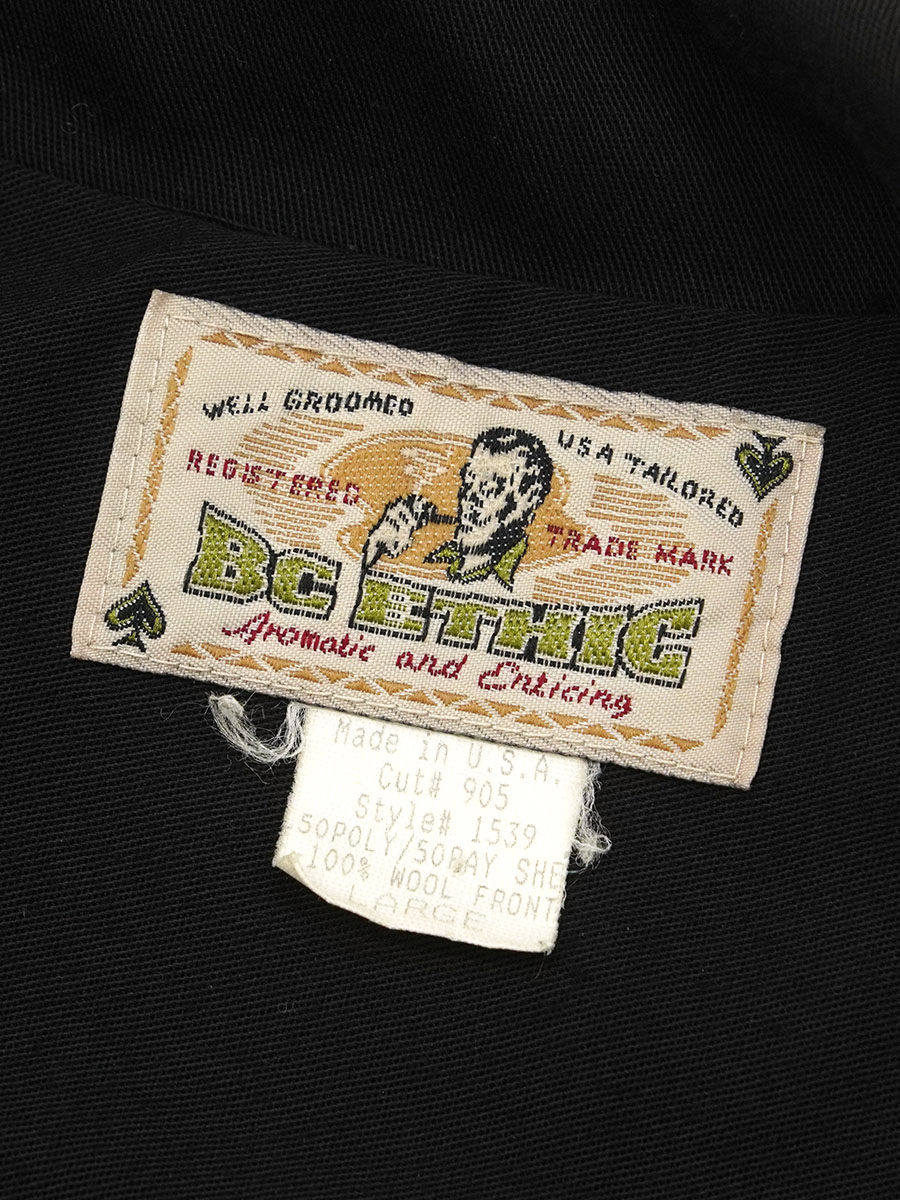 WELL GROOMED
USA TAILORED
REGISTERED
TRADE MARK
BC ETHIC
Aromatic and Enticing
Made in U.S.A.
Cut# 905
Style# 1539
50POLY/50RAY SHE
100% WOOL FRONT
LARGE